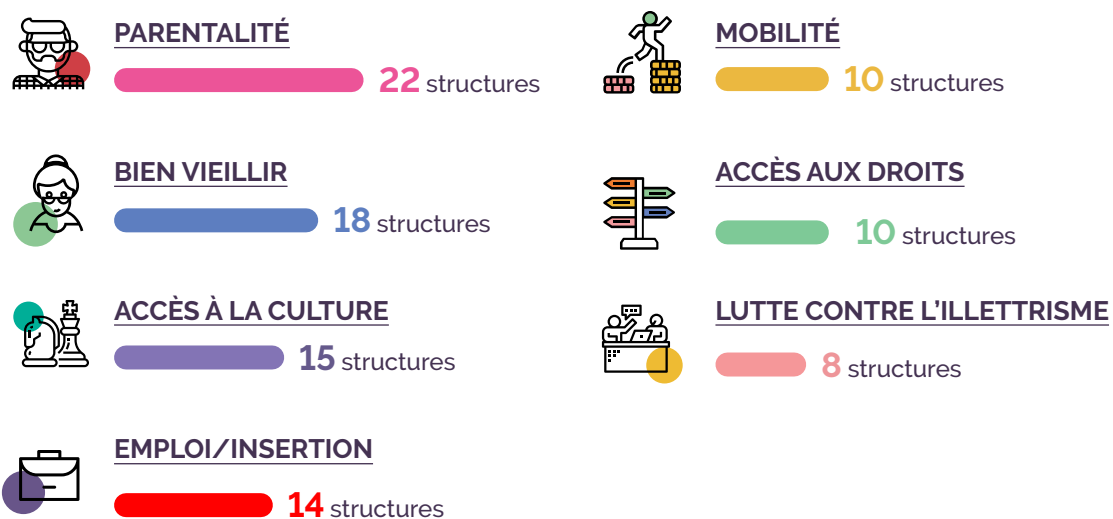 PARENTALITÉ
22 structures
BIEN VIEILLIR
18 structures
ACCÈS À LA CULTURE
15 structures
EMPLOI/INSERTION
14 structures
MOBILITÉ
10 structures
ACCÈS AUX DROITS
10 structures
LUTTE CONTRE L'ILLETTRISME
8 structures